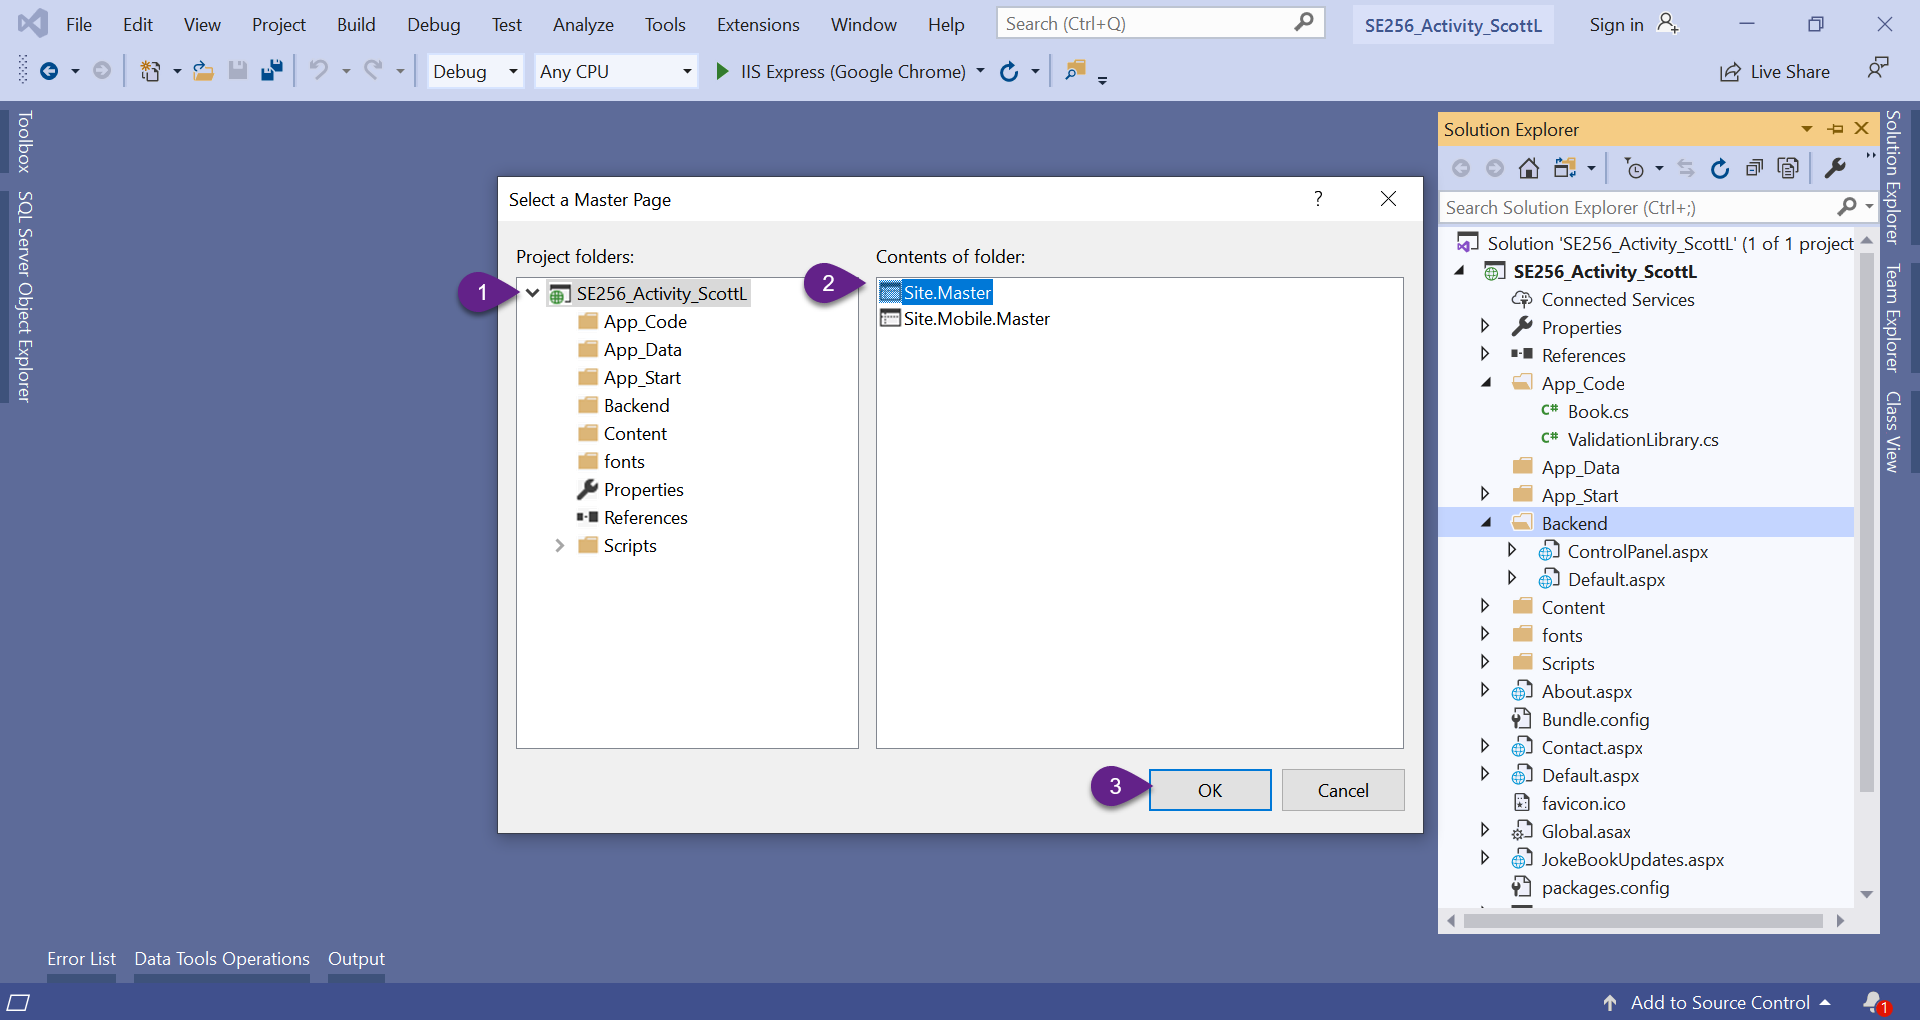 File Edit View Project Build Debug Test Analyze Tools Extensions Window Help Search (Ctrl+Q) SE256_Activity_ScottL Sign in
Debug Any CPU IIS Express (Google Chrome) Live Share
Toolbox
SQL Server Object Explorer
Select a Master Page ?
Project folders:
1
SE256_Activity_ScottL
App_Code
App_Data
App_Start
Backend
Content
fonts
Properties
References
Scripts
Contents of folder:
2
Site.Master
Site.Mobile.Master
3
OK Cancel
Solution Explorer
Search Solution Explorer (Ctrl+;)
Solution 'SE256_Activity_ScottL' (1 of 1 project
SE256_Activity_ScottL
Connected Services
Properties
References
App_Code
C# Book.cs
C# ValidationLibrary.cs
App_Data
App_Start
Backend
ControlPanel.aspx
Default.aspx
Content
fonts
Scripts
About.aspx
Bundle.config
Contact.aspx
Default.aspx
favicon.ico
Global.asax
JokeBookUpdates.aspx
packages.config
Solution Explorer
Team Explorer
Class View
Error List Data Tools Operations Output
Add to Source Control 1